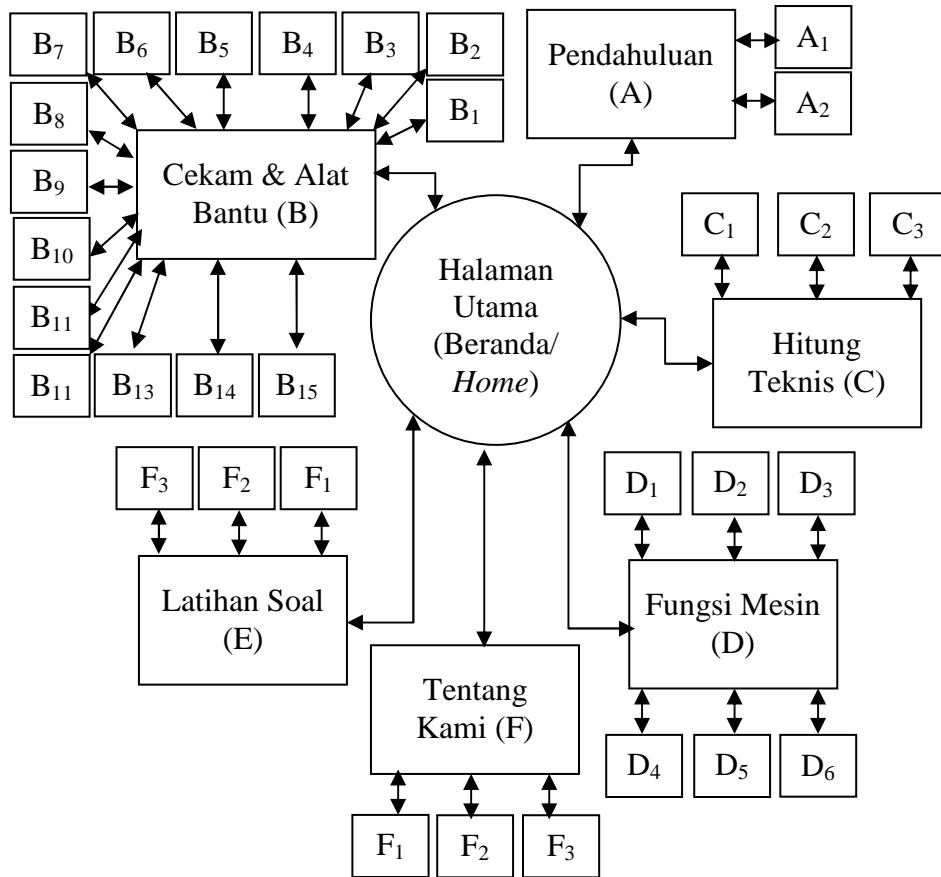 B7
B6
B5
B4
B3
B2
B1
B8
B9
B10
B11
B11
B13
B14
B15
Cekam & Alat
Bantu (B)
Pendahuluan
(A)
A1
A2
Halaman
Utama
(Beranda/
Home)
C1
C2
C3
Hitung
Teknis (C)
F3
F2
F1
Latihan Soal
(E)
D1
D2
D3
Fungsi Mesin
(D)
D4
D5
D6
Tentang
Kami (F)
F1
F2
F3